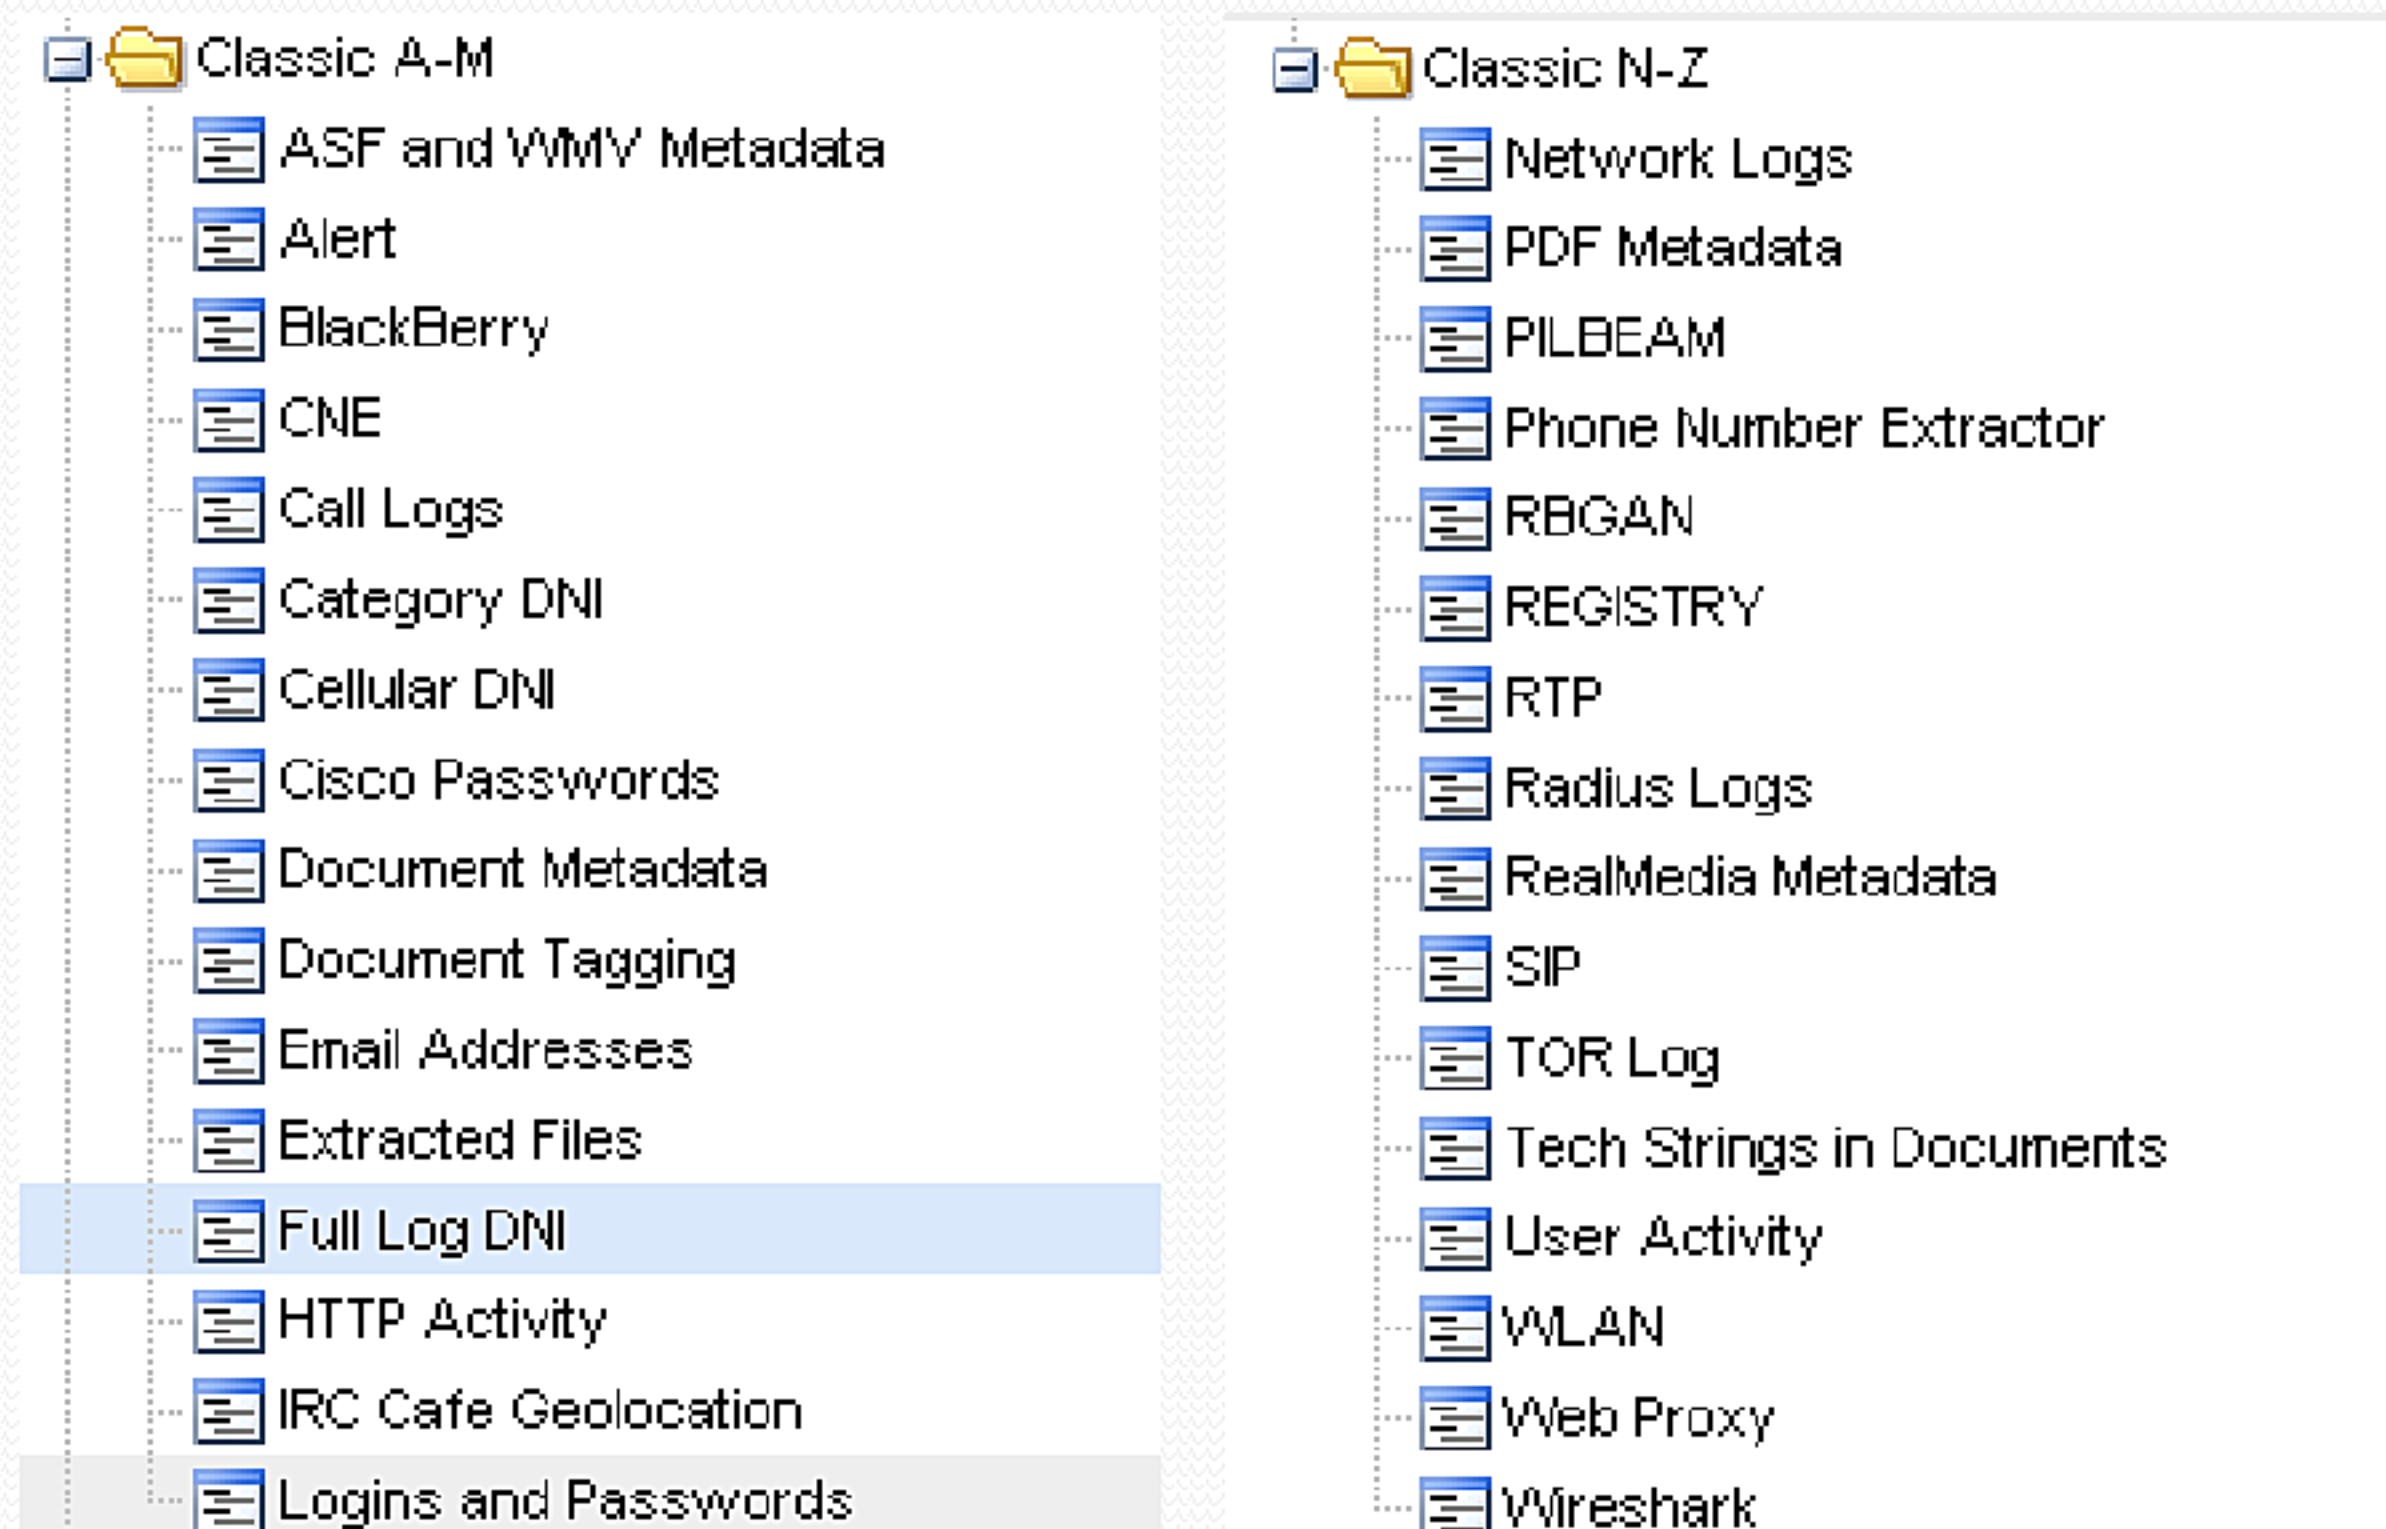 Classic A-M
ASF and WMV Metadata
Alert
BlackBerry
CNE
Call Logs
Category DNI
Cellular DNI
Cisco Passwords
Document Metadata
Document Tagging
Email Addresses
Extracted Files
Full Log DNI
HTTP Activity
IRC Cafe Geolocation
Logins and Passwords
Classic N-Z
Network Logs
PDF Metadata
PILBEAM
Phone Number Extractor
RBGAN
REGISTRY
RTP
Radius Logs
RealMedia Metadata
SIP
TOR Log
Tech Strings in Documents
User Activity
WLAN
Web Proxy
Wireshark